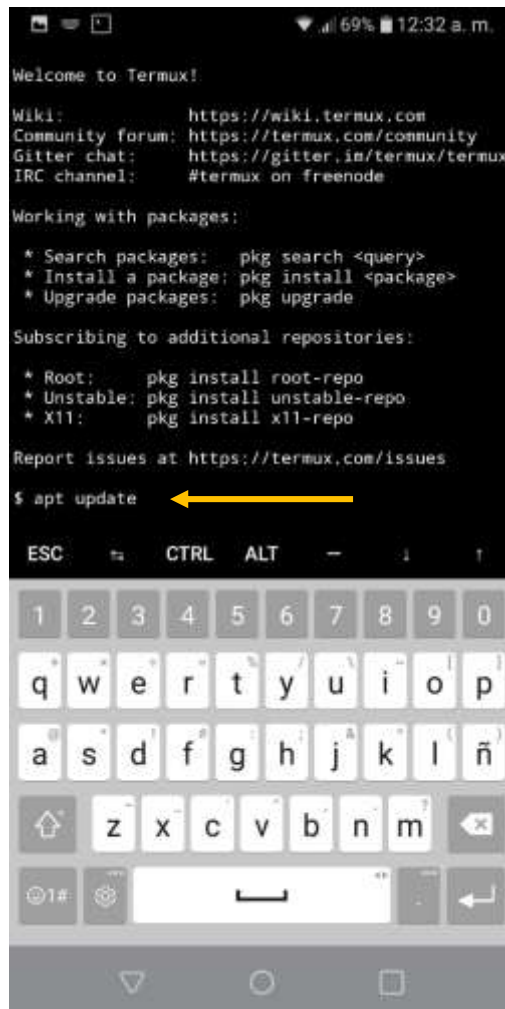 69% 12:32 a. m.
Welcome to Termux!
Wiki: https://wiki.termux.com
Community forum: https://termux.com/community
Gitter chat: https://gitter.im/termux/termux
IRC channel: #termux on freenode
Working with packages:
* Search packages: pkg search <query>
* Install a package: pkg install <package>
* Upgrade packages: pkg upgrade
Subscribing to additional repositories:
* Root: pkg install root-repo
* Unstable: pkg install unstable-repo
* X11: pkg install x11-repo
Report issues at https://termux.com/issues
$ apt update
ESC CTRL ALT — ↓ ↑
1 2 3 4 5 6 7 8 9 0
q w e r t y u i o p
a s d f g h j k l ñ
z x c v b n m
1# .